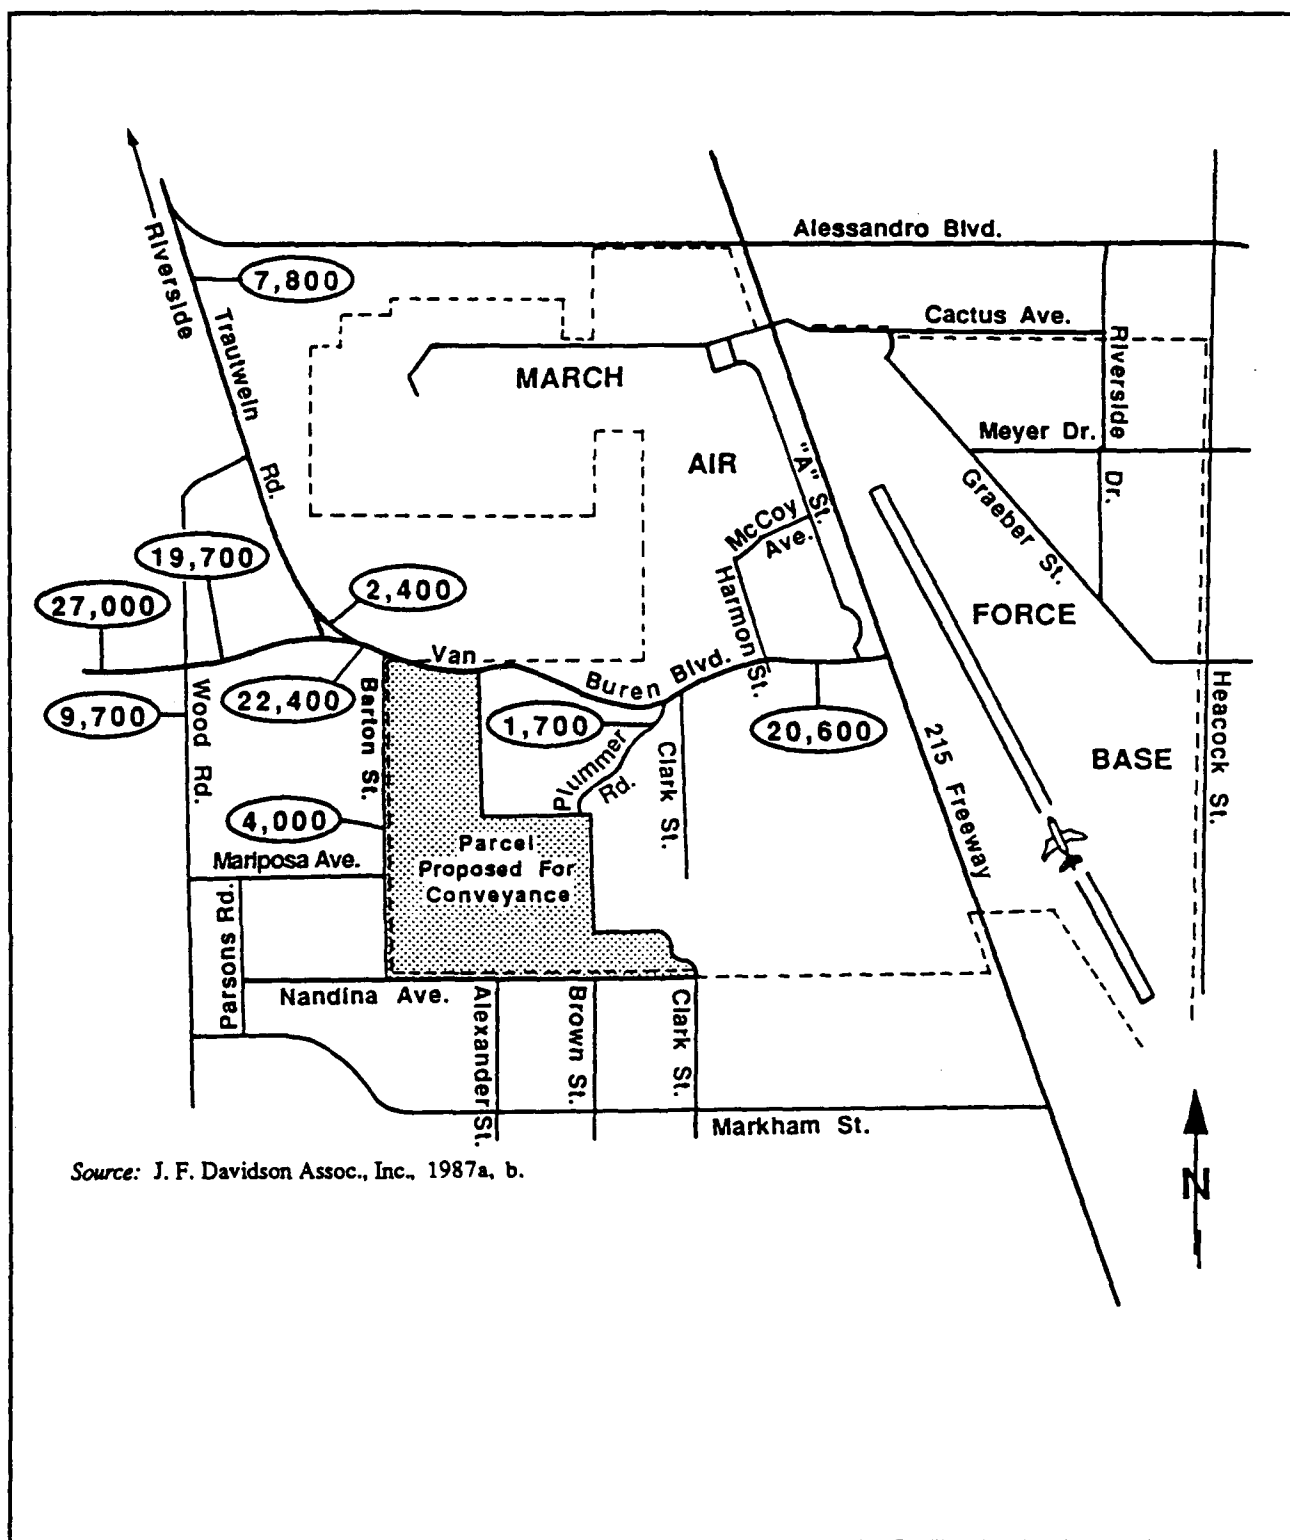 Alessandro Blvd.
Riverside
7,800
Cactus Ave.
Trautwein Rd.
MARCH
Riverside Dr.
Meyer Dr.
AIR
"A" St.
Graeber St.
McCoy Ave.
19,700
2,400
27,000
Harmon St.
FORCE
Van Buren Blvd.
22,400
9,700
Wood Rd.
Barton St.
1,700
Plummer Rd.
Clark St.
20,600
215 Freeway
BASE
Heacock St.
4,000
Mariposa Ave.
Parcel
Proposed For
Conveyance
Parsons Rd.
Nandina Ave.
Alexander St.
Brown St.
Clark St.
Markham St.
N
Source: J. F. Davidson Assoc., Inc., 1987a, b.